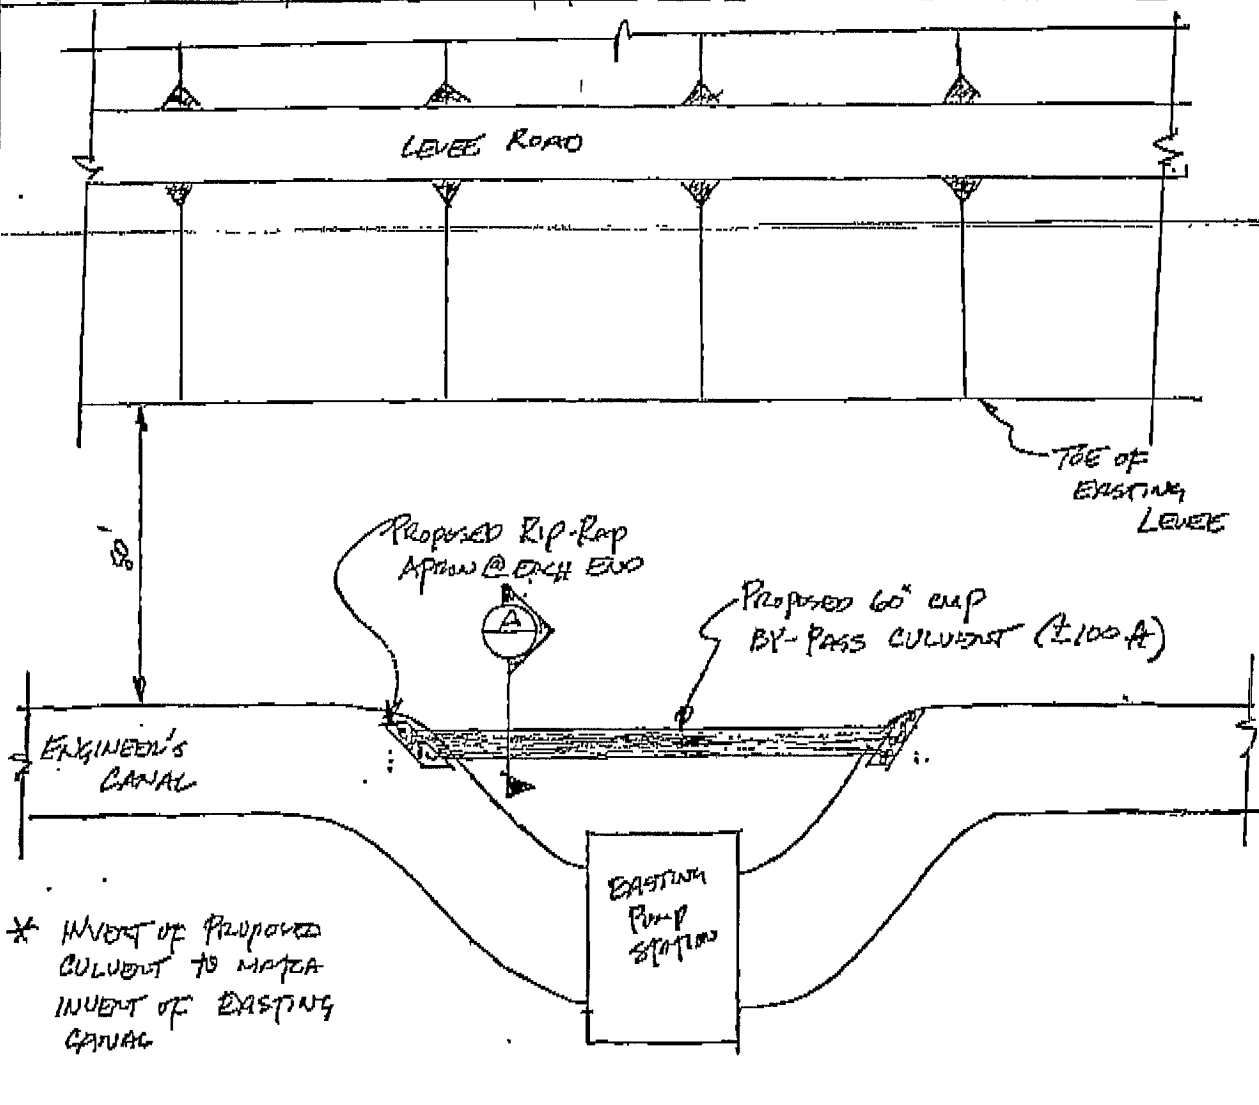 LEVEE ROAD
TOE OF
EXISTING
LEVEE
50'
PROPOSED RIP-RAP
APRON @ EACH END
A
PROPOSED 60" CMP
BY-PASS CULVERT (±100 ft)
ENGINEER'S
CANAL
EXISTING
PUMP
STATION
* INVERT OF PROPOSED
CULVERT TO MATCH
INVERT OF EXISTING
CANAL